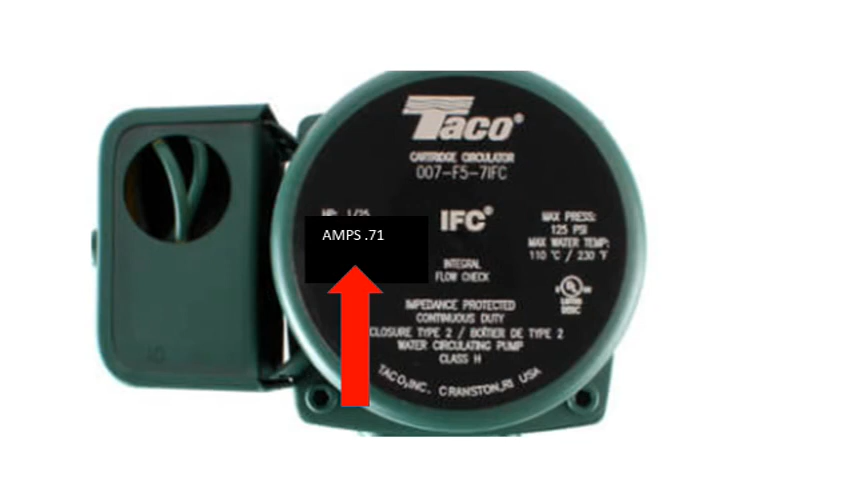 Taco®
CARTRIDGE CIRCULATOR
007-F5-7IFC
HP: 1/25
IFC®
MAX PRESS:
125 PSI
AMPS .71
MAX WATER TEMP:
110 °C / 230 °F
INTEGRAL
FLOW CHECK
UL
LISTED
IMPEDANCE PROTECTED
CONTINUOUS DUTY
CLOSURE TYPE 2 / BOÎTIER DE TYPE 2
WATER CIRCULATING PUMP
CLASS H
TACO, INC. CRANSTON, RI USA